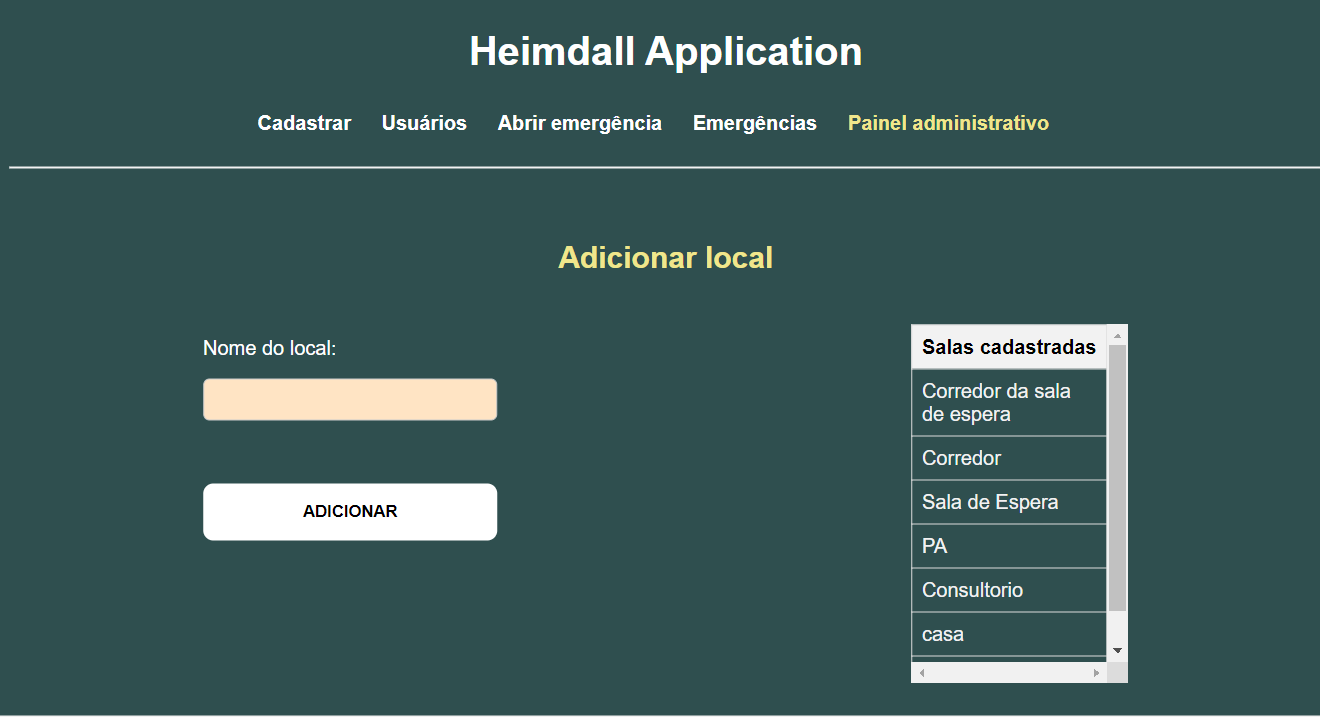 Heimdall Application
Cadastrar Usuários Abrir emergência Emergências Painel administrativo
Adicionar local
Nome do local:
ADICIONAR
Salas cadastradas
Corredor da sala
de espera
Corredor
Sala de Espera
PA
Consultorio
casa